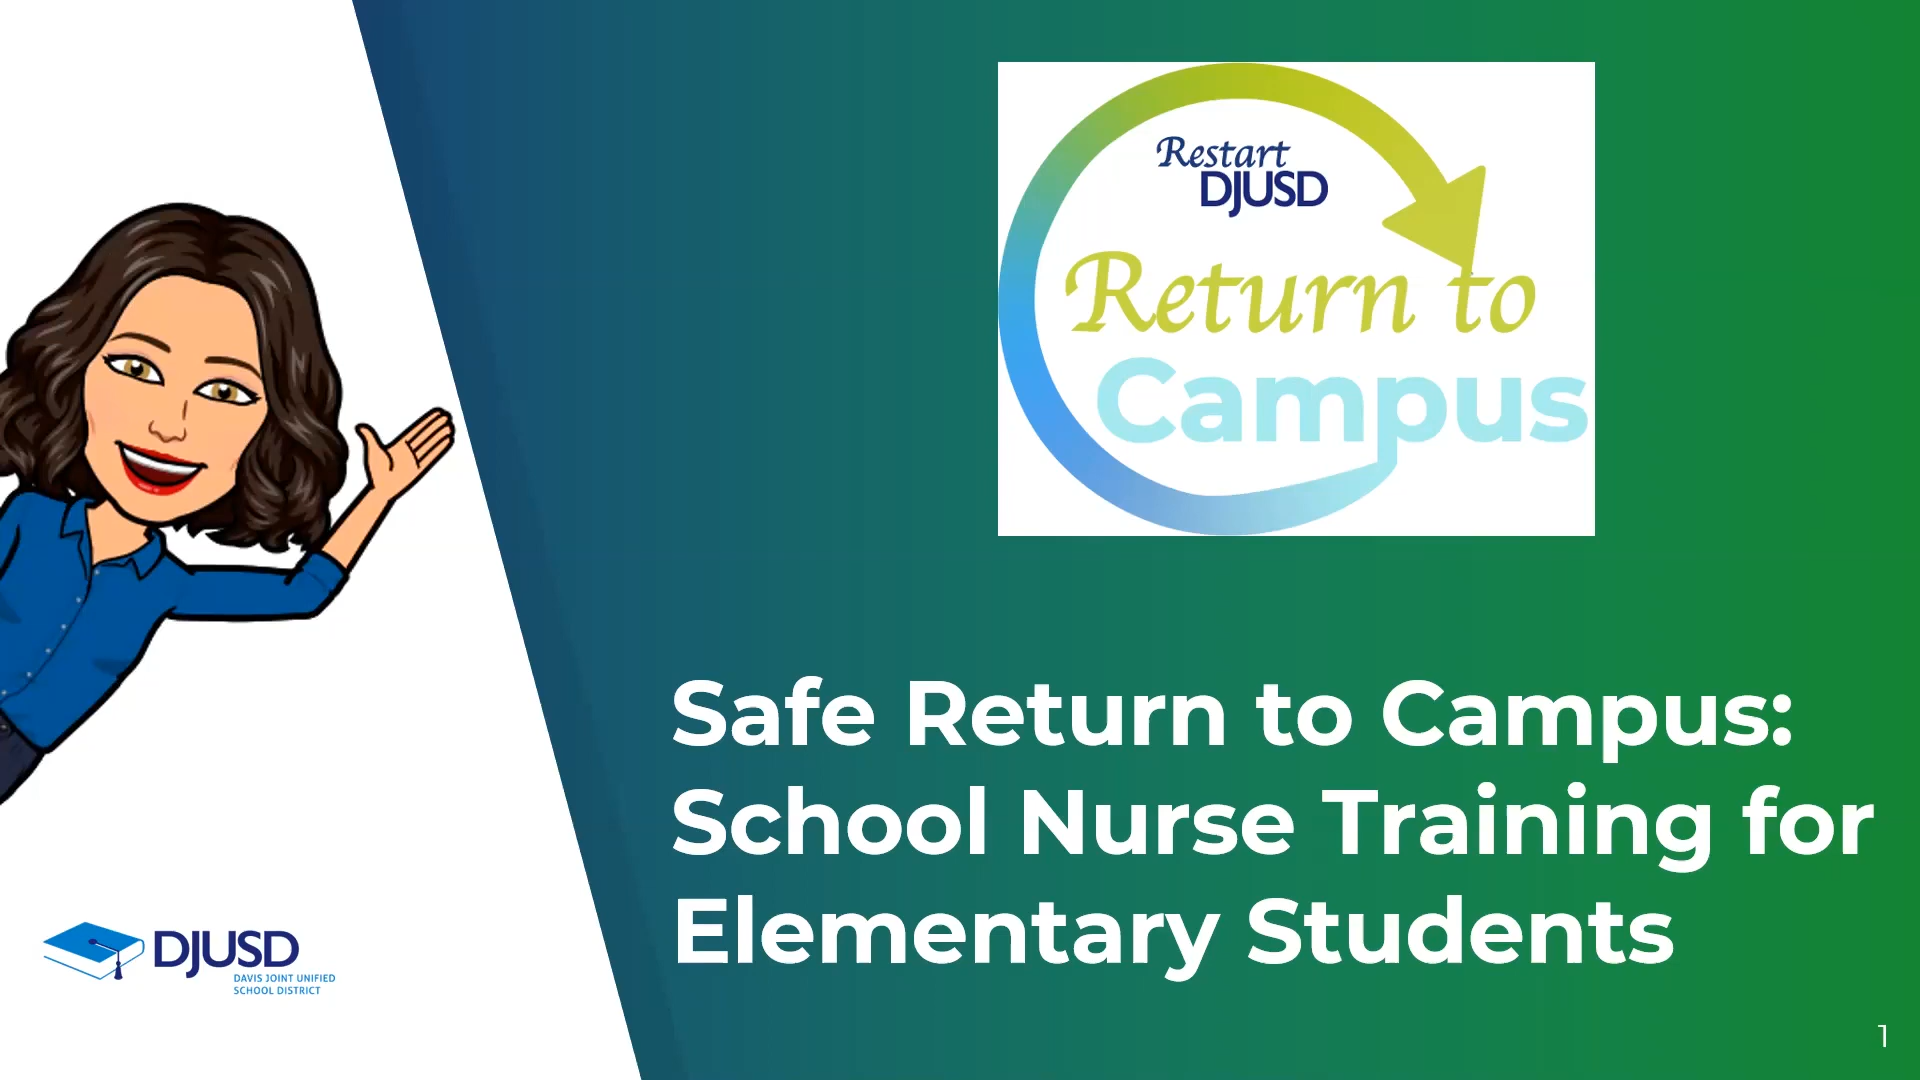 Restart
DJUSD
Return to
Campus
Safe Return to Campus:
School Nurse Training for
Elementary Students
DJUSD
DAVIS JOINT UNIFIED
SCHOOL DISTRICT
1